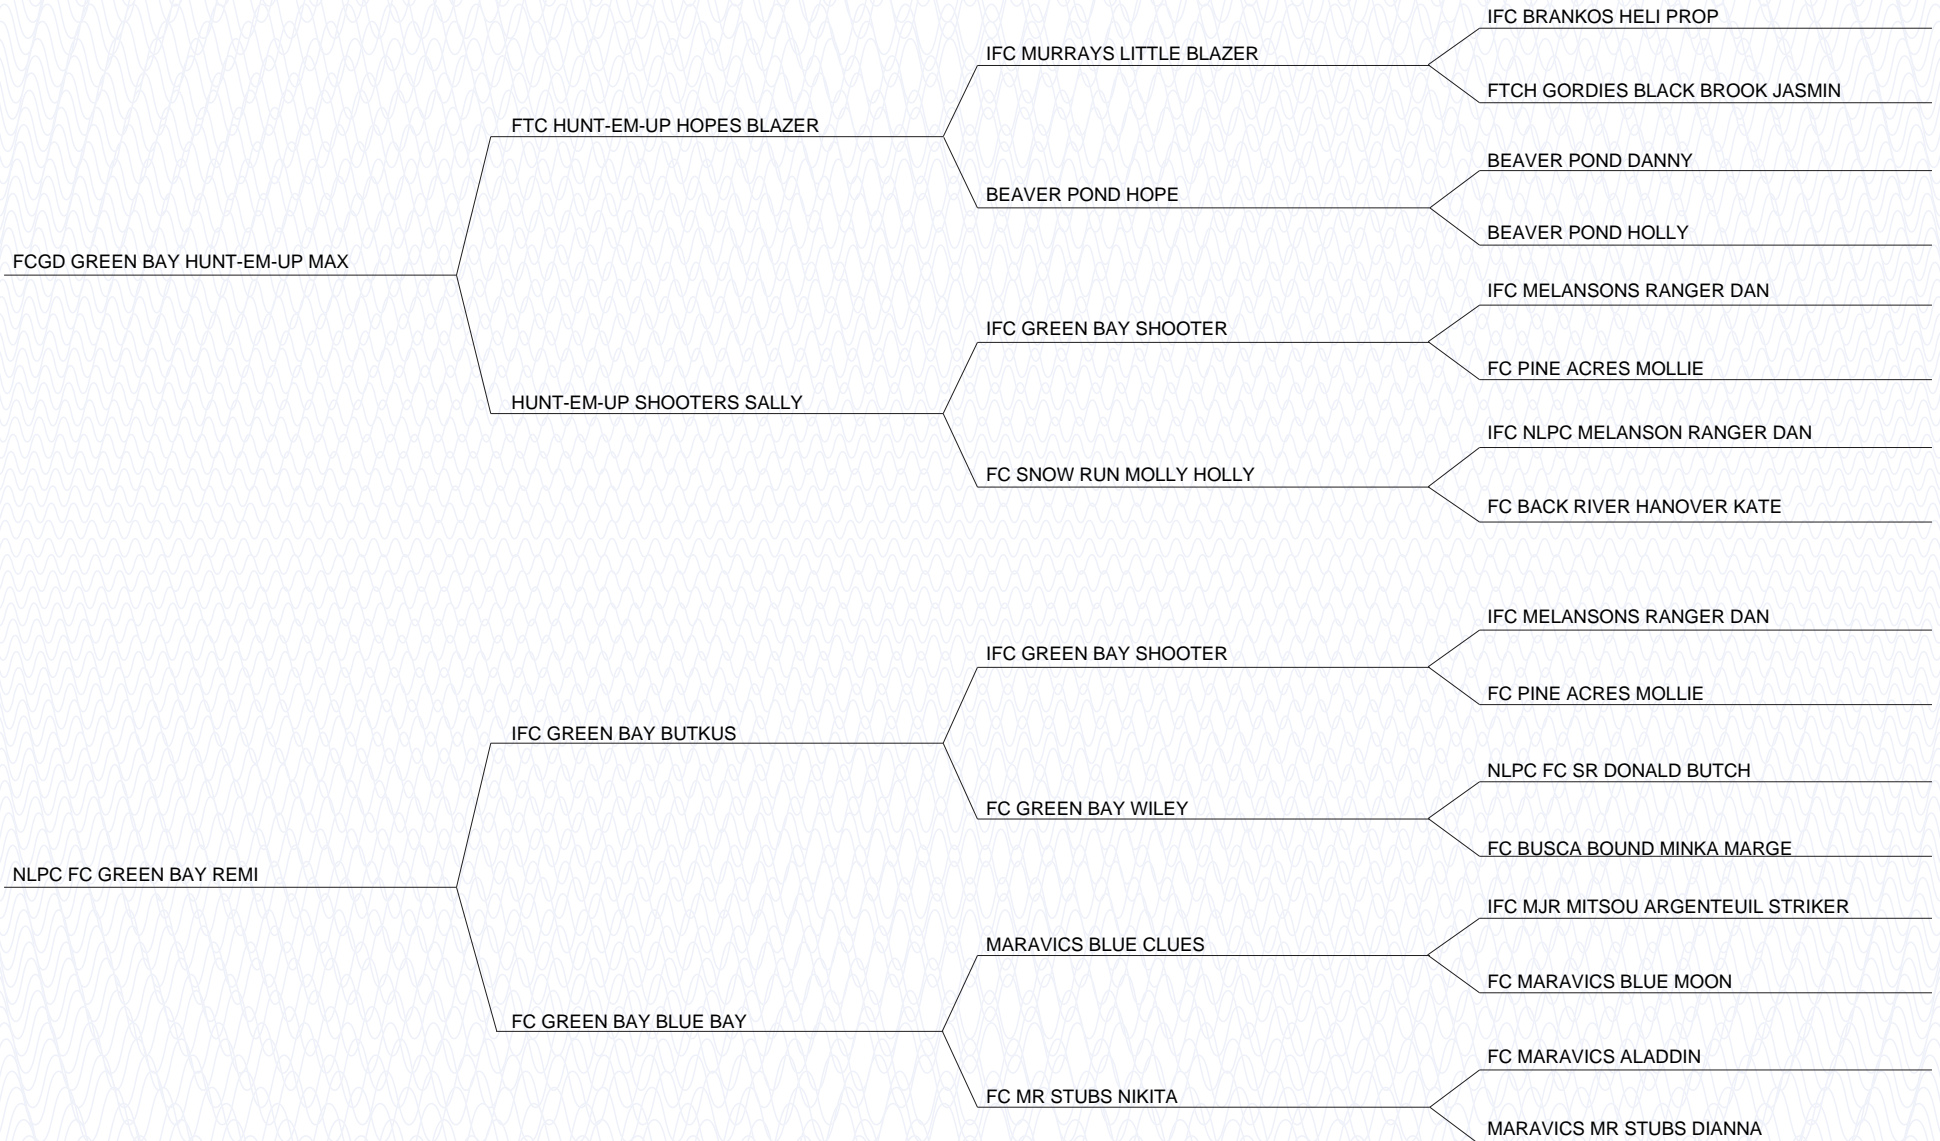 IFC BRANKOS HELI PROP
IFC MURRAYS LITTLE BLAZER
FTCH GORDIES BLACK BROOK JASMIN
FTC HUNT-EM-UP HOPES BLAZER
BEAVER POND DANNY
BEAVER POND HOPE
BEAVER POND HOLLY
FCGD GREEN BAY HUNT-EM-UP MAX
IFC MELANSONS RANGER DAN
IFC GREEN BAY SHOOTER
FC PINE ACRES MOLLIE
HUNT-EM-UP SHOOTERS SALLY
IFC NLPC MELANSON RANGER DAN
FC SNOW RUN MOLLY HOLLY
FC BACK RIVER HANOVER KATE
IFC MELANSONS RANGER DAN
IFC GREEN BAY SHOOTER
FC PINE ACRES MOLLIE
IFC GREEN BAY BUTKUS
NLPC FC SR DONALD BUTCH
FC GREEN BAY WILEY
FC BUSCA BOUND MINKA MARGE
NLPC FC GREEN BAY REMI
IFC MJR MITSOU ARGENTEUIL STRIKER
MARAVICS BLUE CLUES
FC MARAVICS BLUE MOON
FC GREEN BAY BLUE BAY
FC MARAVICS ALADDIN
FC MR STUBS NIKITA
MARAVICS MR STUBS DIANNA